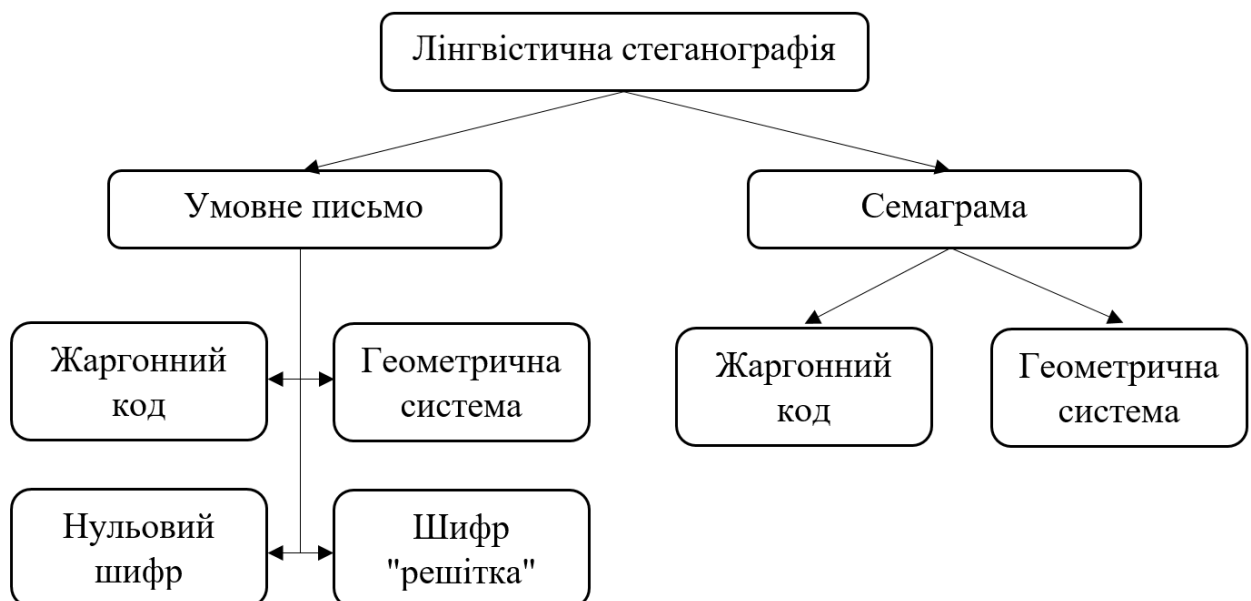 Лінгвістична стеганографія
Умовне письмо
Семаграма
Жаргонний
код
Геометрична
система
Жаргонний
код
Геометрична
система
Нульовий
шифр
Шифр
"решітка"